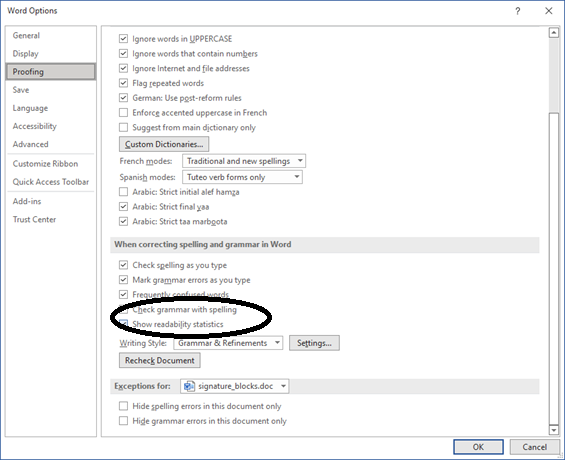 Word Options
?
General
Display
Proofing
Save
Language
Accessibility
Advanced
Customize Ribbon
Quick Access Toolbar
Add-ins
Trust Center
Ignore words in UPPERCASE
Ignore words that contain numbers
Ignore Internet and file addresses
Flag repeated words
German: Use post-reform rules
Enforce accented uppercase in French
Suggest from main dictionary only
Custom Dictionaries...
French modes: Traditional and new spellings
Spanish modes: Tuteo verb forms only
Arabic: Strict initial alef hamza
Arabic: Strict final yaa
Arabic: Strict taa marboota
When correcting spelling and grammar in Word
Check spelling as you type
Mark grammar errors as you type
Frequently confused words
Check grammar with spelling
Show readability statistics
Writing Style: Grammar & Refinements Settings...
Recheck Document
Exceptions for: signature_blocks.doc
Hide spelling errors in this document only
Hide grammar errors in this document only
OK Cancel